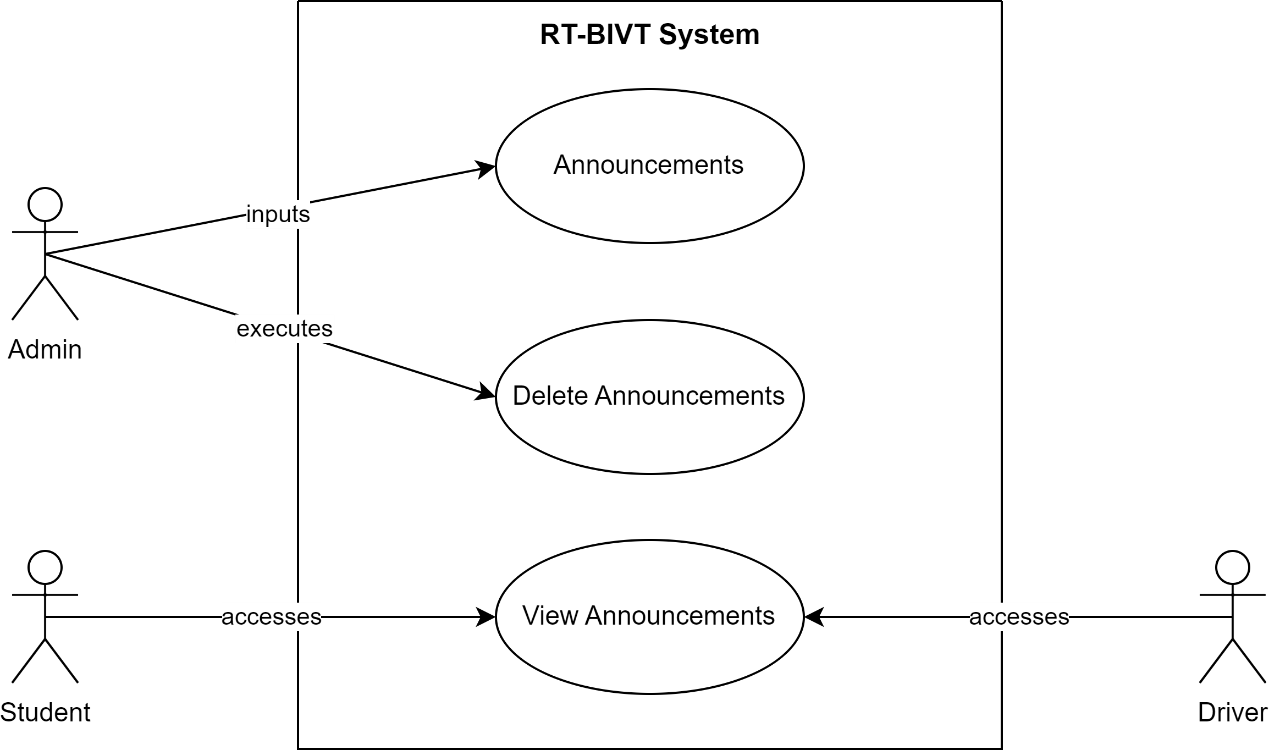 RT-BIVT System
Announcements
inputs
executes
Admin
Delete Announcements
accesses
View Announcements
accesses
Student
Driver